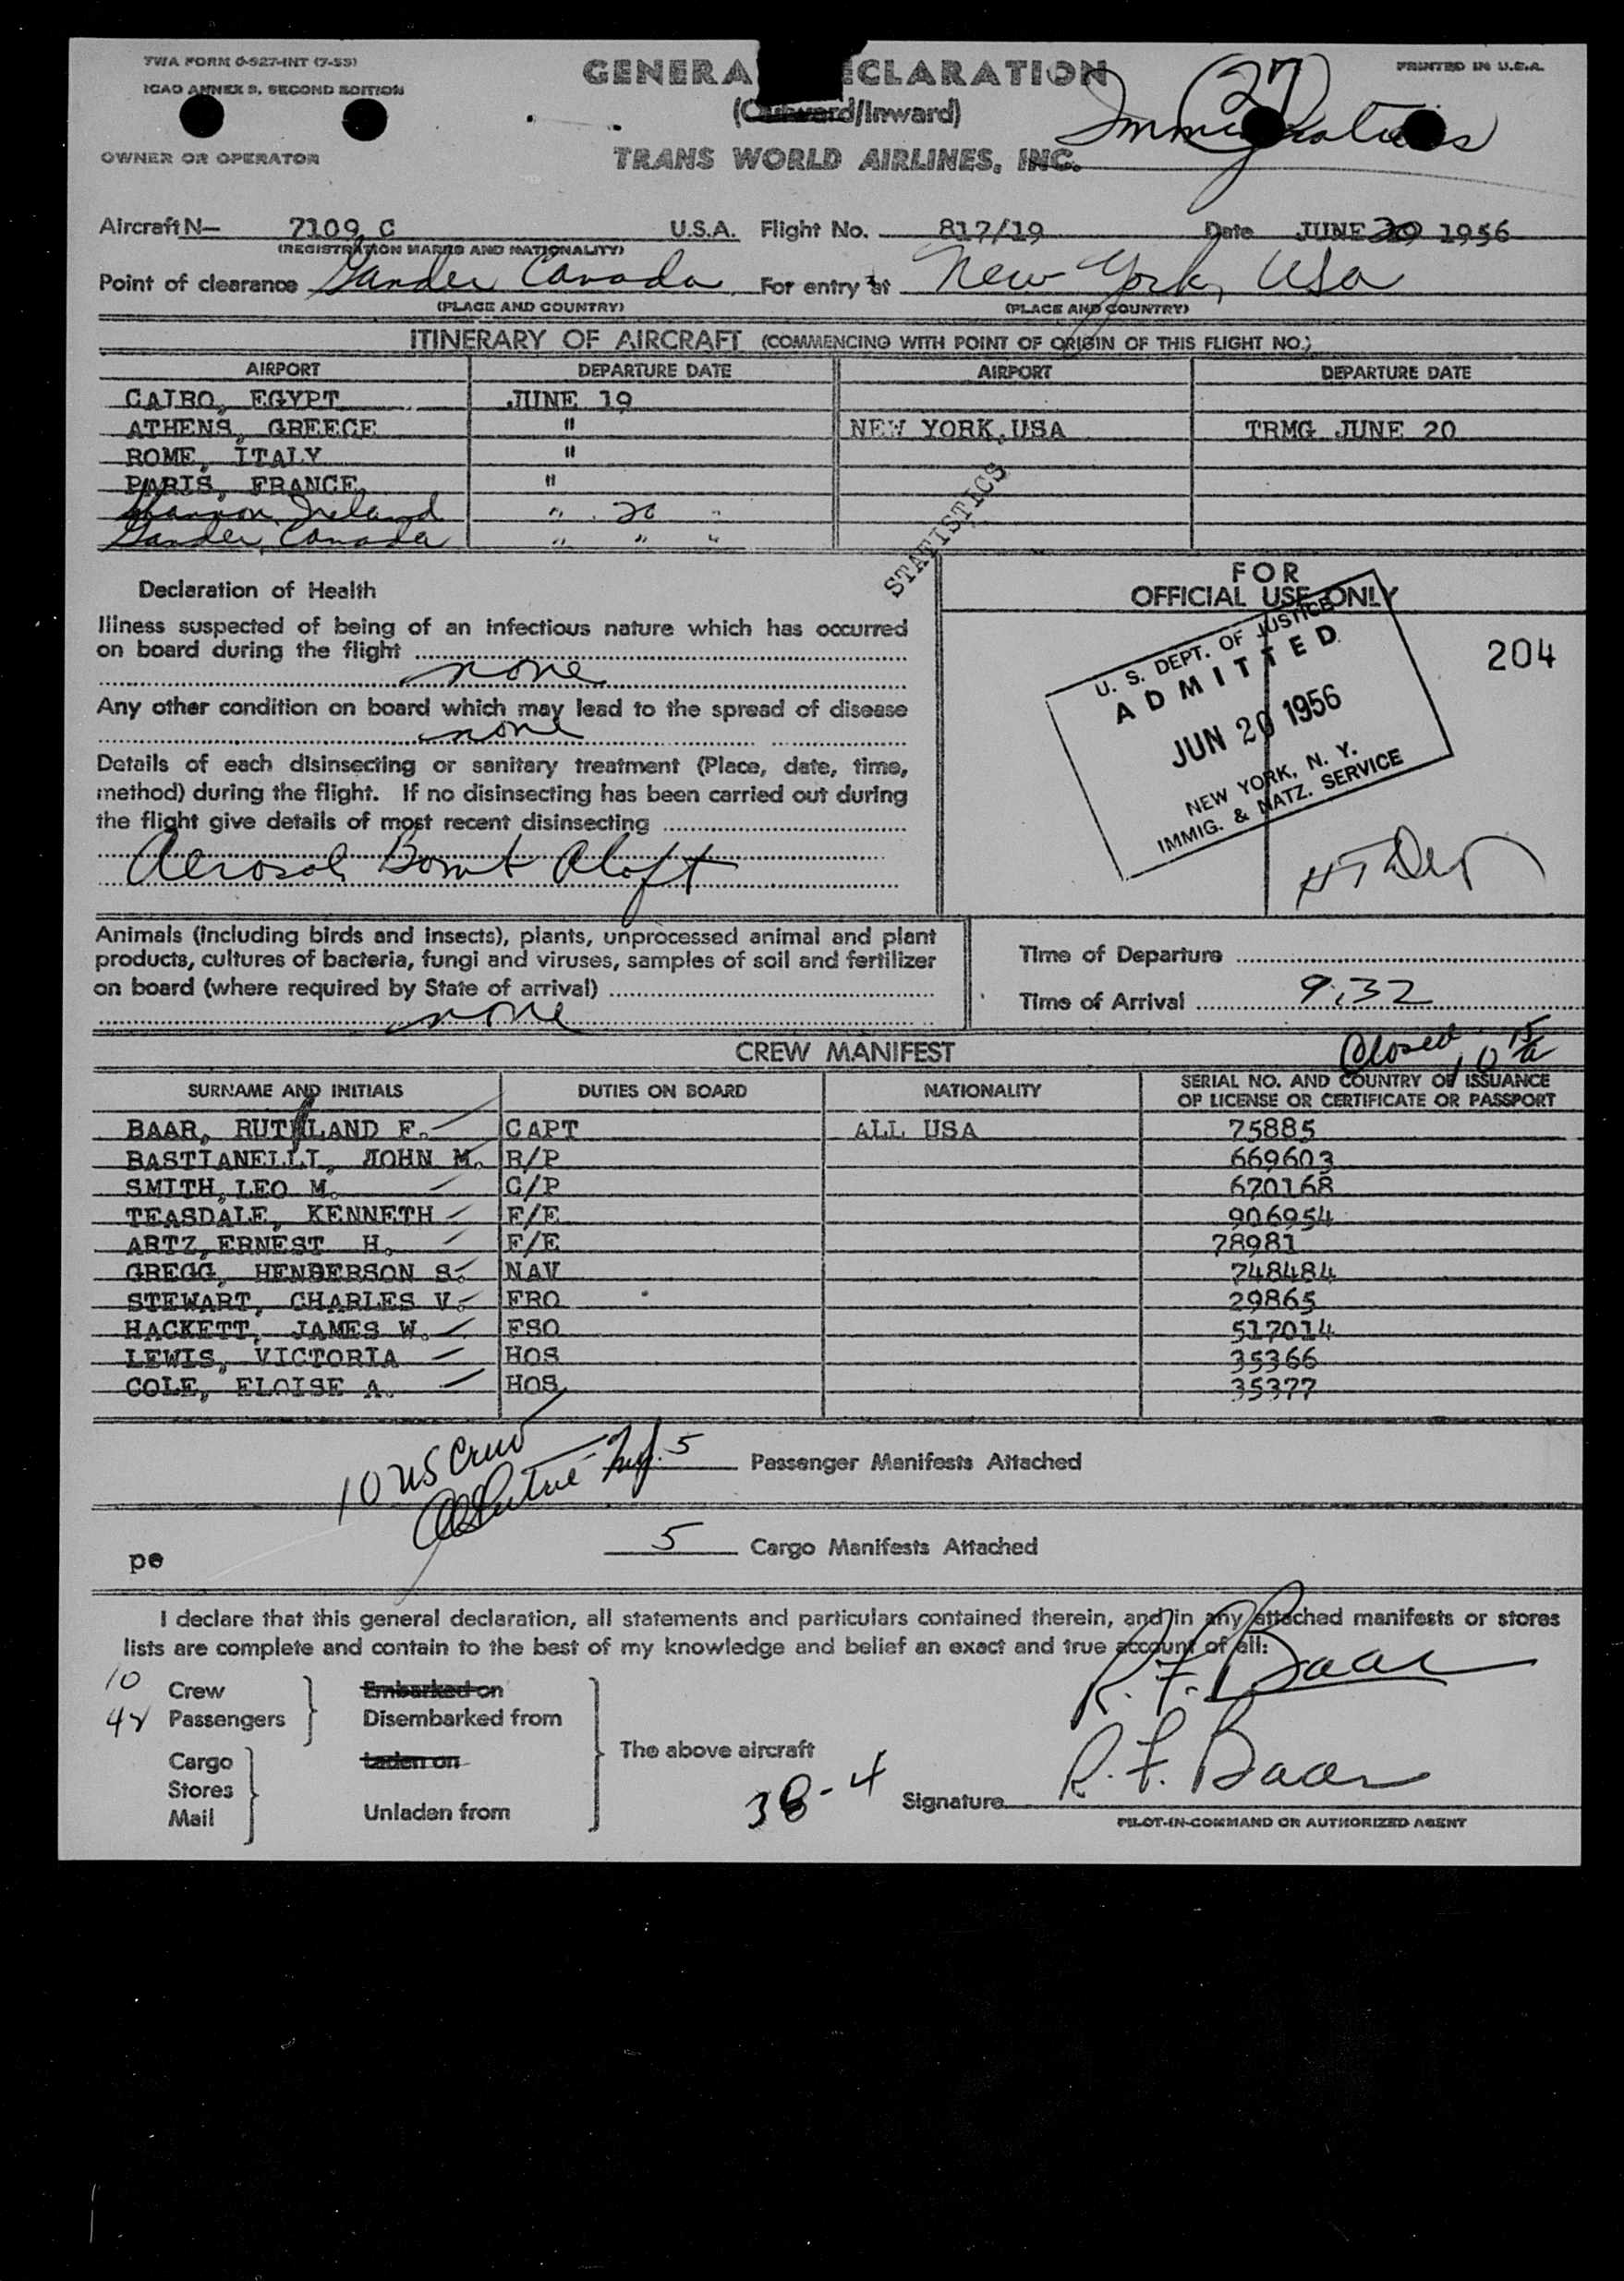 TWA FORM O-527-INT (7-55)
ICAO ANNEX 9, SECOND EDITION
PRINTED IN U.S.A.
GENERA ECLARATION
(Outward/Inward)
27
Immigration
OWNER OR OPERATOR
TRANS WORLD AIRLINES, INC.
Aircraft N— 7109 C U.S.A. Flight No. 817/19 Date JUNE 20 1956
(REGISTRATION MARKS AND NATIONALITY)
Point of clearance Gander Canada For entry at New York, USA
(PLACE AND COUNTRY) (PLACE AND COUNTRY)
ITINERARY OF AIRCRAFT (COMMENCING WITH POINT OF ORIGIN OF THIS FLIGHT NO.)
AIRPORT DEPARTURE DATE AIRPORT DEPARTURE DATE
CAIRO, EGYPT JUNE 19
ATHENS, GREECE " NEW YORK, USA TRMG JUNE 20
ROME, ITALY "
PARIS, FRANCE "
Shannon, Ireland " 20 "
Gander, Canada " " "
STATISTICS
Declaration of Health
Illness suspected of being of an infectious nature which has occurred
on board during the flight
none
Any other condition on board which may lead to the spread of disease
none
Details of each disinsecting or sanitary treatment (Place, date, time,
method) during the flight. If no disinsecting has been carried out during
the flight give details of most recent disinsecting
Aerosol Bomb Aloft
FOR
OFFICIAL USE ONLY
204
U. S. DEPT. OF JUSTICE
ADMITTED
JUN 20 1956
NEW YORK, N. Y.
IMMIG. & NATZ. SERVICE
Animals (including birds and insects), plants, unprocessed animal and plant
products, cultures of bacteria, fungi and viruses, samples of soil and fertilizer
on board (where required by State of arrival)
none
Time of Departure
Time of Arrival 9:32
Closed 10 15/a
CREW MANIFEST
SURNAME AND INITIALS DUTIES ON BOARD NATIONALITY SERIAL NO. AND COUNTRY OF ISSUANCE
OF LICENSE OR CERTIFICATE OR PASSPORT
BAAR, RUTLAND F. CAPT ALL USA 75885
BASTIANELLI, JOHN M. R/P 669603
SMITH, LEO M. C/P 670168
TEASDALE, KENNETH F/E 906954
ARTZ, ERNEST H. F/E 78981
GREGG, HENDERSON S. NAV 748484
STEWART, CHARLES V. FRO 29865
HACKETT, JAMES W. FSO 517014
LEWIS, VICTORIA HOS 35366
COLE, ELOISE A. HOS 35377
10 US Crew
5 Passenger Manifests Attached
5 Cargo Manifests Attached
pe
I declare that this general declaration, all statements and particulars contained therein, and in any attached manifests or stores
lists are complete and contain to the best of my knowledge and belief an exact and true account of all:
R. F. Baar
10 Crew Embarked on
42 Passengers Disembarked from
The above aircraft
Cargo Laden on
Stores
Mail Unladen from
38-4
Signature R. F. Baar
PILOT-IN-COMMAND OR AUTHORIZED AGENT